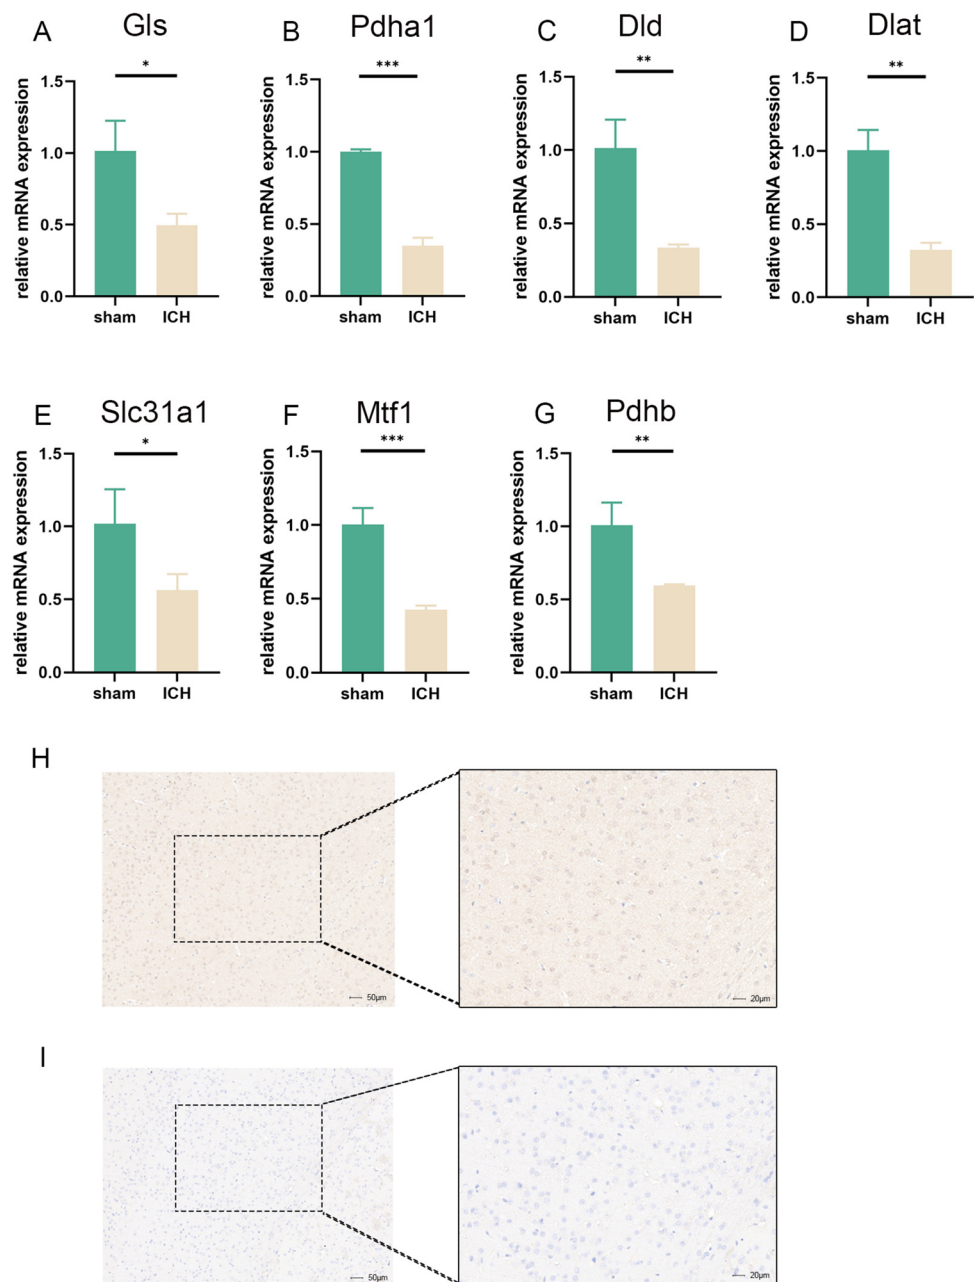 A Gls
*
relative mRNA expression
1.5
1.0
0.5
0.0
sham ICH
B Pdha1
***
relative mRNA expression
1.5
1.0
0.5
0.0
sham ICH
C Dld
**
relative mRNA expression
1.5
1.0
0.5
0.0
sham ICH
D Dlat
**
relative mRNA expression
1.5
1.0
0.5
0.0
sham ICH
E Slc31a1
*
relative mRNA expression
1.5
1.0
0.5
0.0
sham ICH
F Mtf1
***
relative mRNA expression
1.5
1.0
0.5
0.0
sham ICH
G Pdhb
**
relative mRNA expression
1.5
1.0
0.5
0.0
sham ICH
H
50μm
20μm
I
50μm
20μm